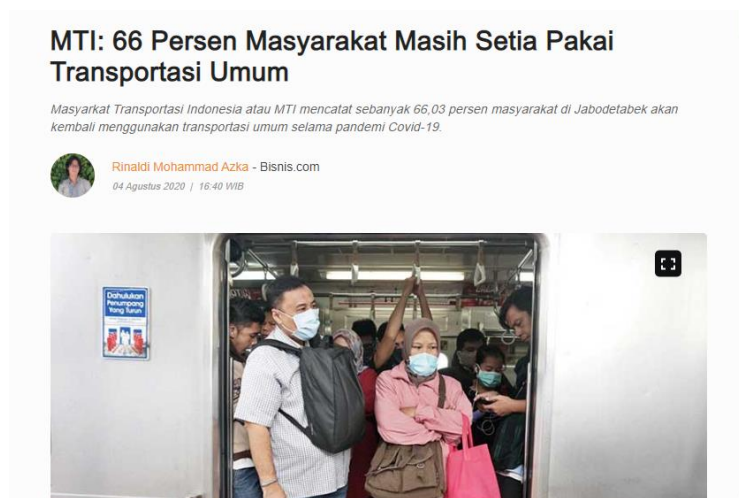 MTI: 66 Persen Masyarakat Masih Setia Pakai
Transportasi Umum
Masyarkat Transportasi Indonesia atau MTI mencatat sebanyak 66,03 persen masyarakat di Jabodetabek akan
kembali menggunakan transportasi umum selama pandemi Covid-19.
Rinaldi Mohammad Azka - Bisnis.com
04 Agustus 2020 | 16:40 WIB
Dahulukan
Penumpang
Yang Turun